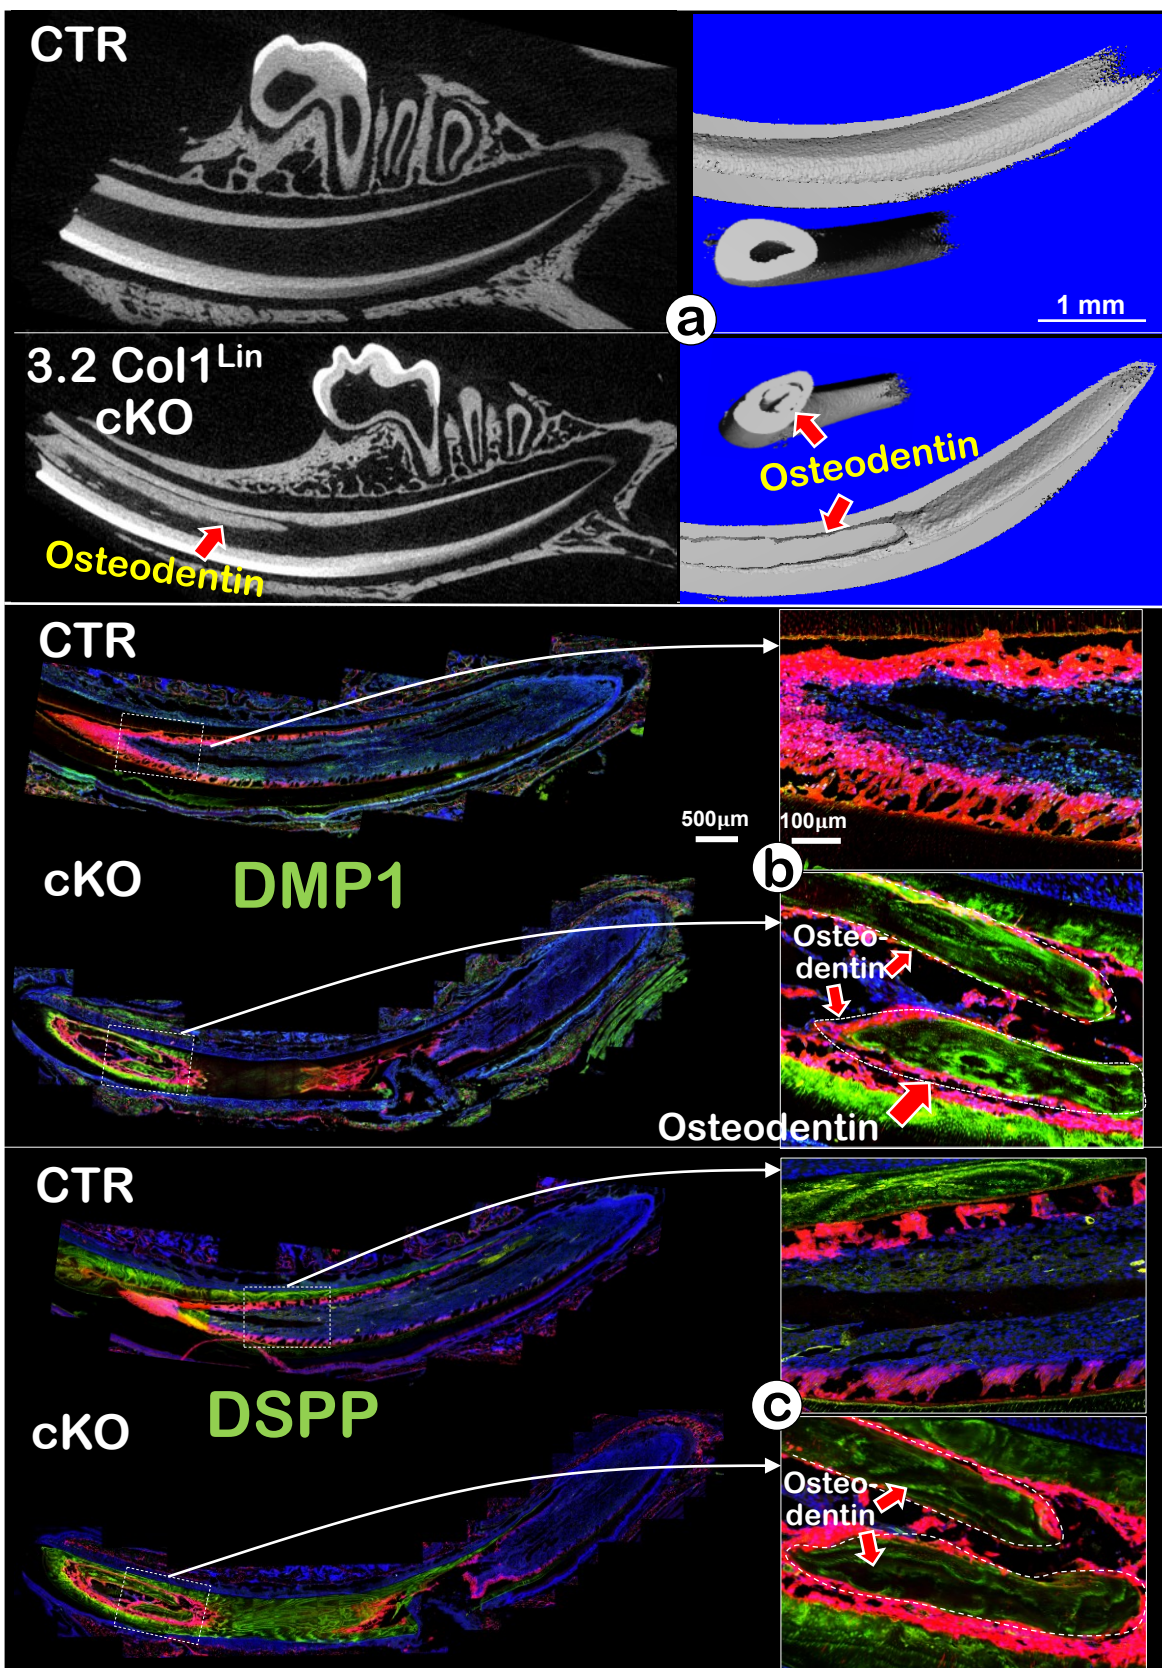 CTR
1 mm
a
3.2 Col1Lin
cKO
Osteodentin
Osteodentin
CTR
500μm
100μm
b
cKO
DMP1
Osteo-
dentin
Osteodentin
CTR
c
DSPP
cKO
Osteo-
dentin